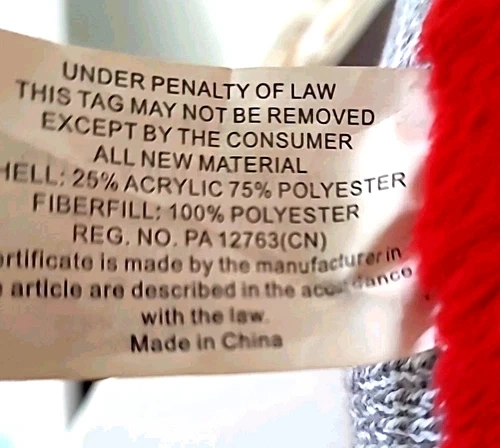 UNDER PENALTY OF LAW
THIS TAG MAY NOT BE REMOVED
EXCEPT BY THE CONSUMER
ALL NEW MATERIAL
HELL: 25% ACRYLIC 75% POLYESTER
FIBERFILL: 100% POLYESTER
REG. NO. PA 12763(CN)
ertificate is made by the manufacturer in
article are described in the accordance
with the law.
Made in China